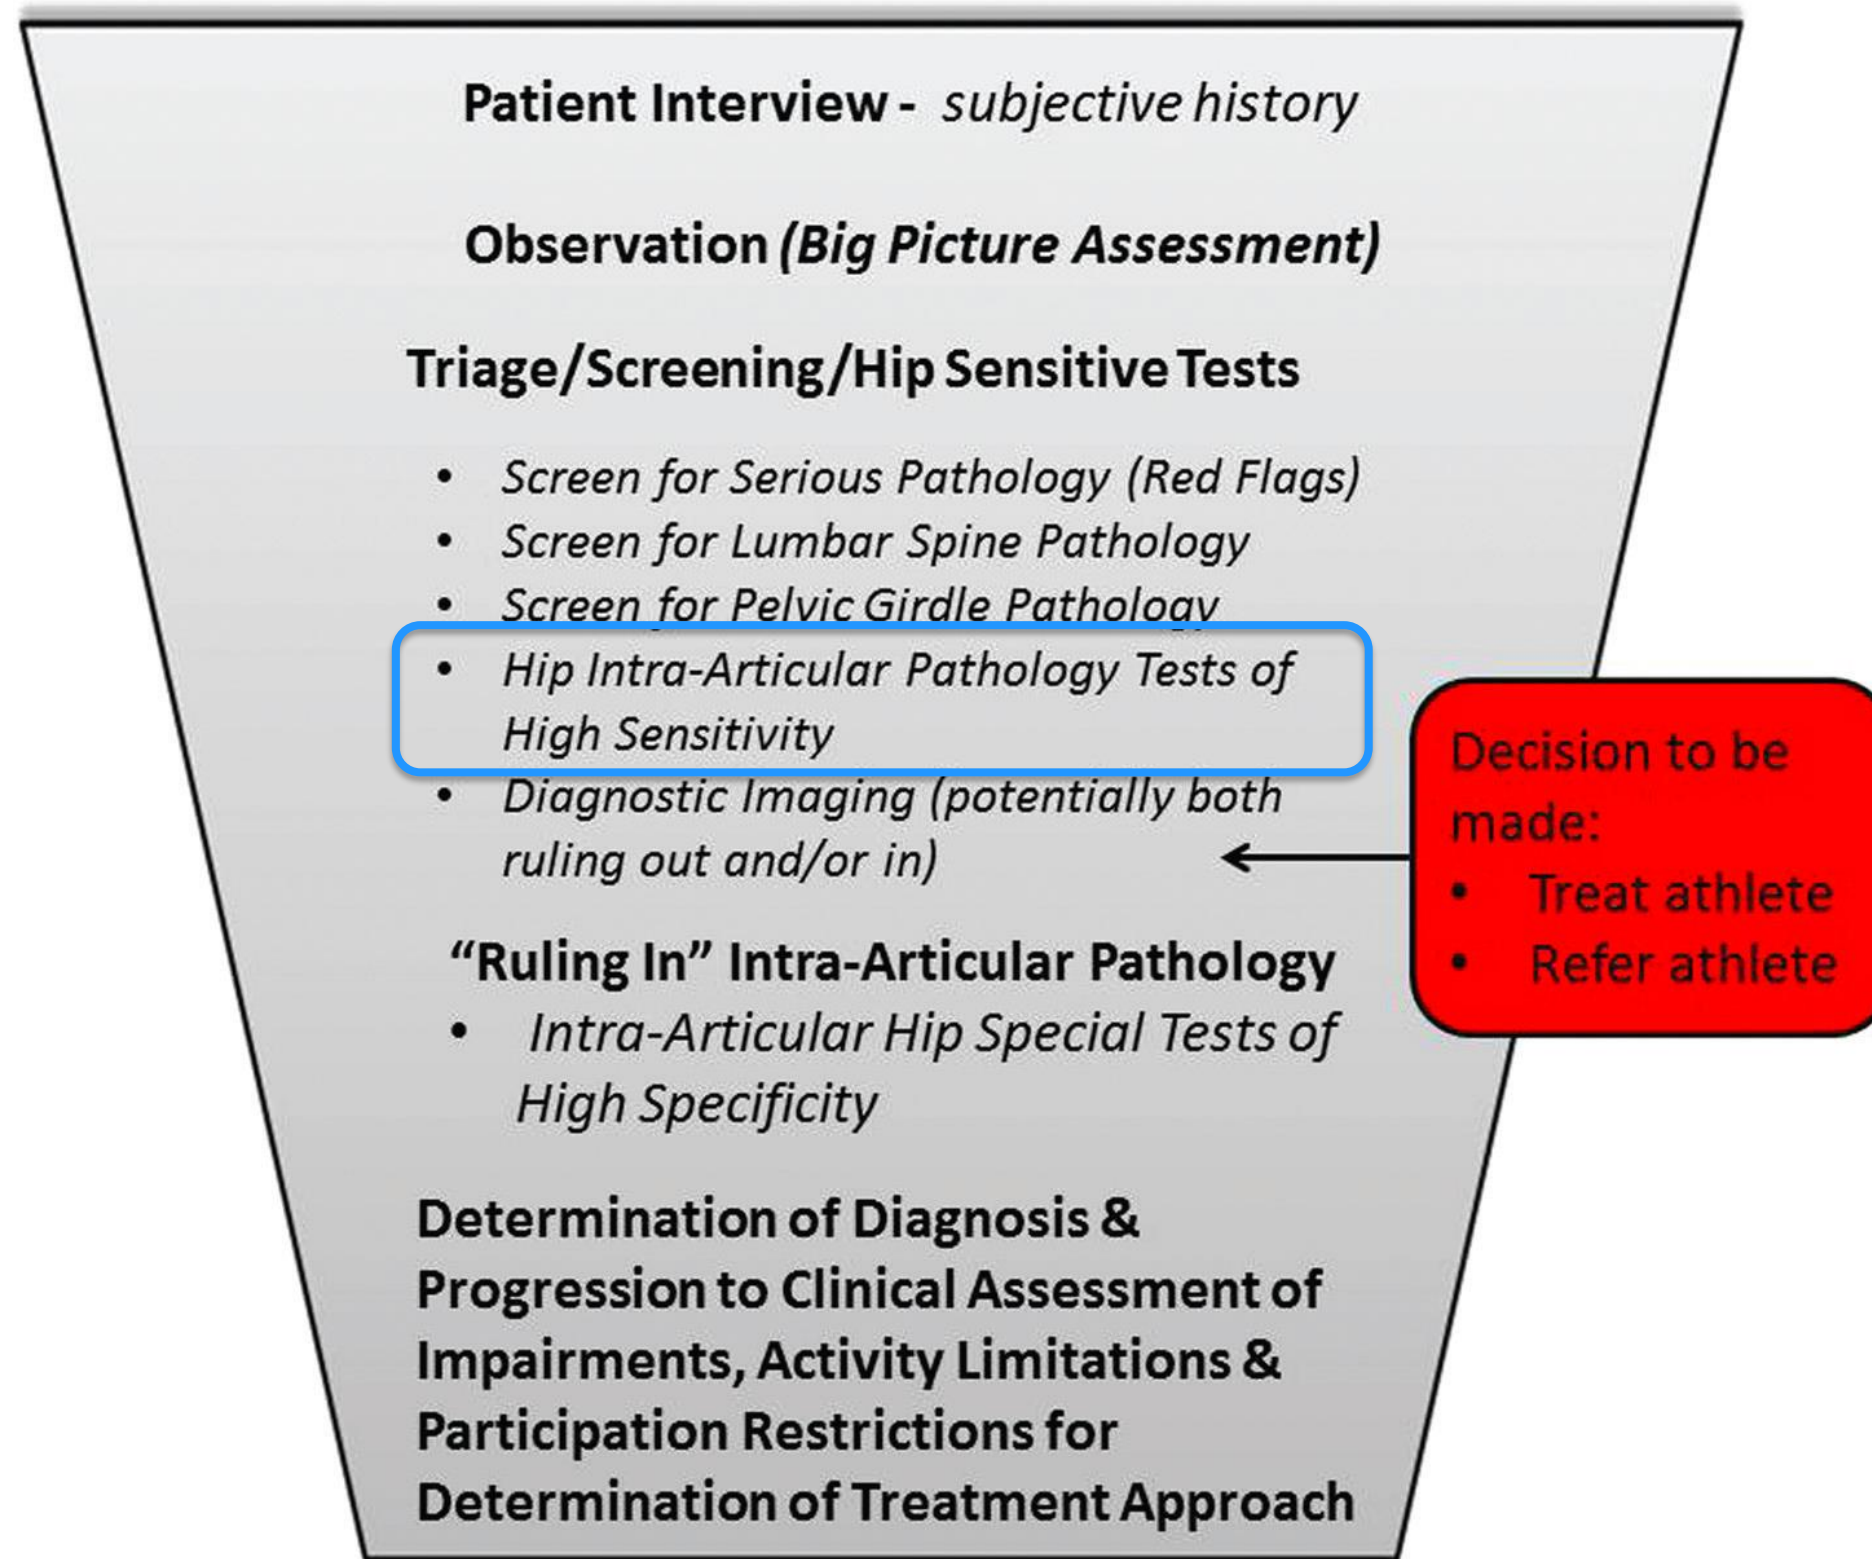 Patient Interview - subjective history
Observation (Big Picture Assessment)
Triage/Screening/Hip Sensitive Tests
• Screen for Serious Pathology (Red Flags)
• Screen for Lumbar Spine Pathology
• Screen for Pelvic Girdle Pathology
• Hip Intra-Articular Pathology Tests of
High Sensitivity
• Diagnostic Imaging (potentially both
ruling out and/or in)
Decision to be
made:
• Treat athlete
• Refer athlete
“Ruling In” Intra-Articular Pathology
• Intra-Articular Hip Special Tests of
High Specificity
Determination of Diagnosis &
Progression to Clinical Assessment of
Impairments, Activity Limitations &
Participation Restrictions for
Determination of Treatment Approach